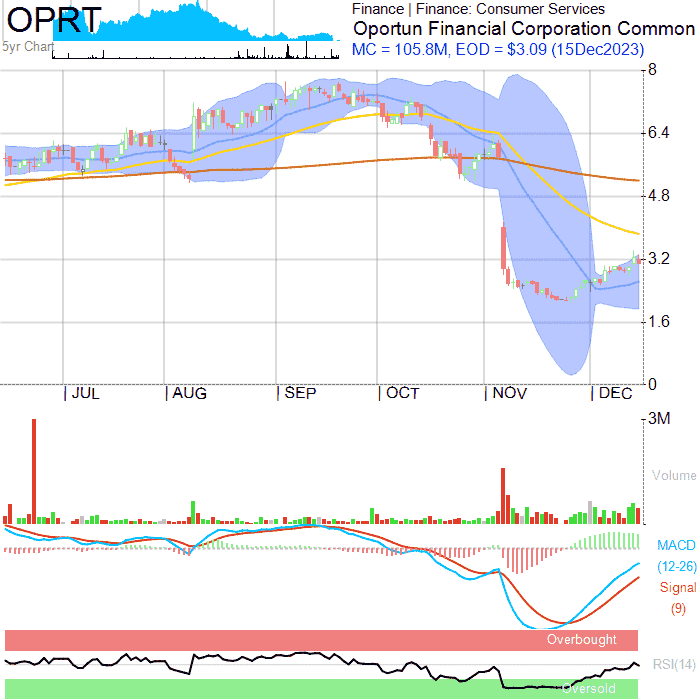 OPRT
5yr Chart
Finance | Finance: Consumer Services
Oportun Financial Corporation Common
MC = 105.8M, EOD = $3.09 (15Dec2023)
8
6.4
4.8
3.2
1.6
0
JUL
AUG
SEP
OCT
NOV
DEC
3M
Volume
MACD
(12-26)
Signal
(9)
Overbought
RSI(14)
Oversold